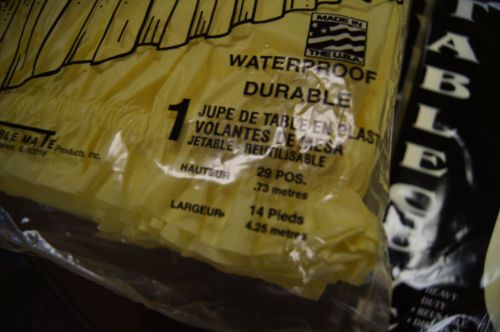 MADE IN
THE USA
WATERPROOF
DURABLE
1 JUPE DE TABLE EN PLAST
VOLANTES DE MESA
JETABLE - REUTILISABLE
HAUTEUR 29 POS.
.73 metres
LARGEUR 14 Pieds
4.25 metres
BLE MATE
Products, Inc.
TABLES
HEAVY
DUTY